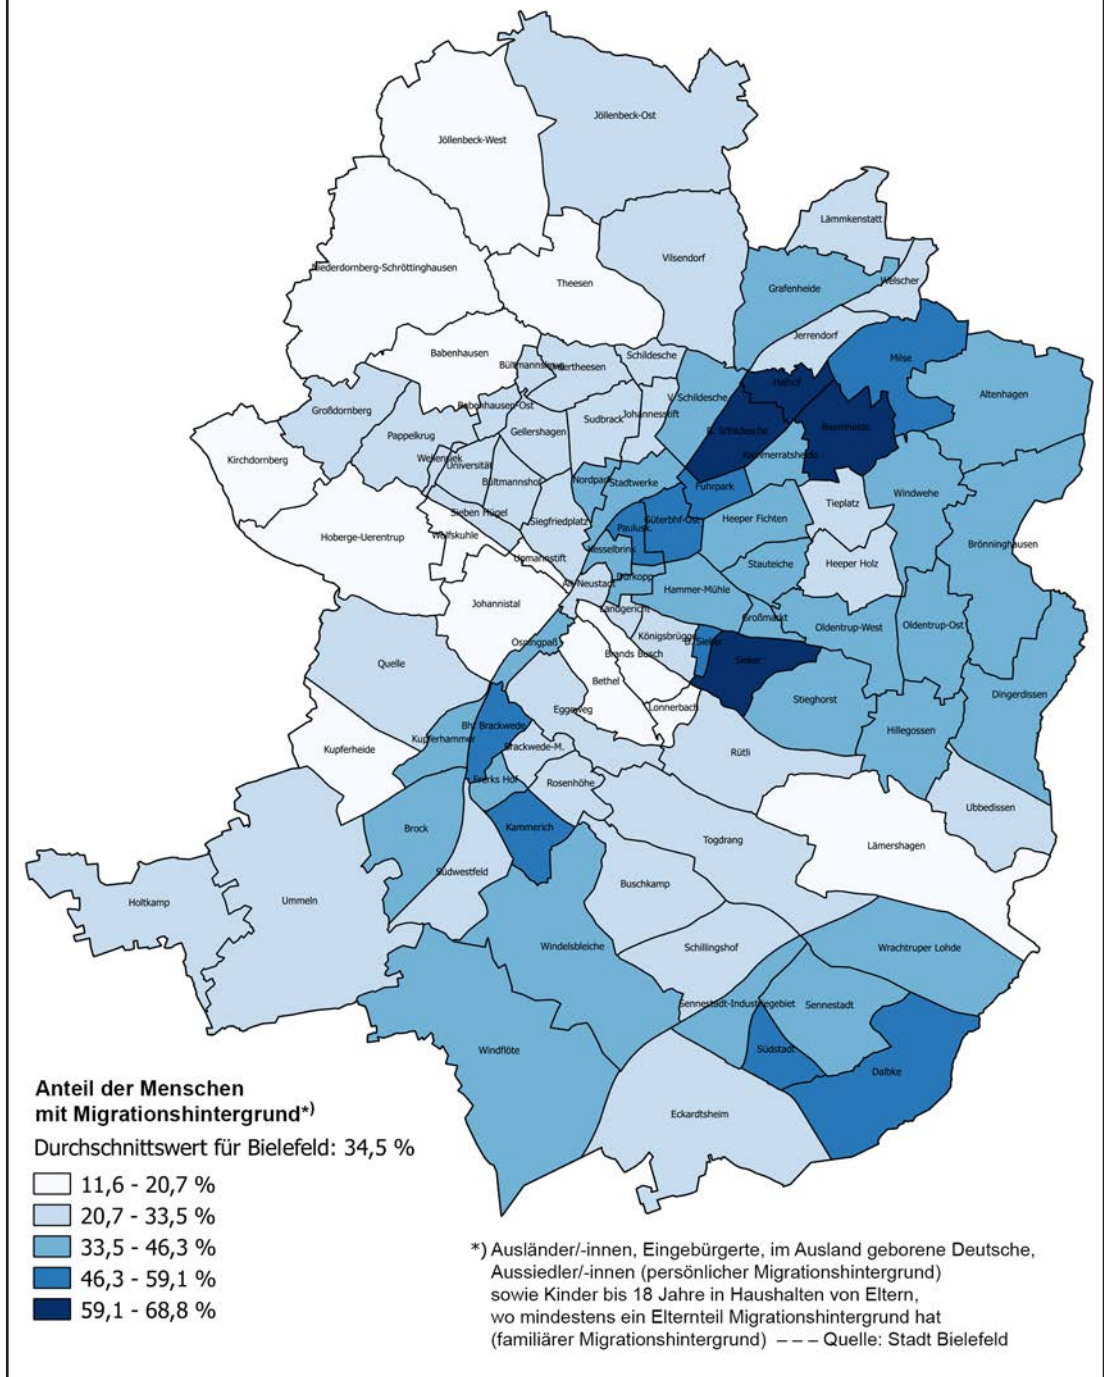 Jöllenbeck-Ost
Jöllenbeck-West
Lämmkenstatt
Vilsendorf
Niederdornberg-Schröttinghausen
Welscher
Theesen
Grafenheide
Jerrendorf
Babenhausen
Schildesche
Milse
Untertheesen
Altenhagen
V. Schildesche
Großdornberg
Babenhausen-Ost
Johannesstift
Sudbrack
Gellershagen
Pappelkrug
Baumheide
Kammerratsheide
Kirchdornberg
Universität
Bültmannshof
Nordpark
Stadtwerke
Fuhrpark
Windwehe
Tieplatz
Sieben Hügel
Siegfriedplatz
Güterbhf-Ost
Heeper Fichten
Hoberge-Uerentrup
Wolfskuhle
Paulusk.
Brönninghausen
Kesselbrink
Stauteiche
Heeper Holz
Dürkopp
Johannistal
Landgericht
Hammer-Mühle
Großmarkt
Oldentrup-West
Oldentrup-Ost
Königsbrügge
Ospingpaß
Brands Busch
Sieker
Quelle
Bethel
Stieghorst
Dingerdissen
Eggeweg
Lonnerbach
Bhf Brackwede
Hillegossen
Kupferhammer
Brackwede-M.
Rütli
Kupferheide
Rosenhöhe
Ubbedissen
Brock
Kammerich
Togdrang
Lämershagen
Südwestfeld
Buschkamp
Holtkamp
Ummeln
Windelsbleiche
Schillingshof
Wrachtruper Lohde
Sennestadt-Industriegebiet
Sennestadt
Windflöte
Südstadt
Dalbke
Eckardtsheim
Anteil der Menschen
mit Migrationshintergrund*)
Durchschnittswert für Bielefeld: 34,5 %
11,6 - 20,7 %
20,7 - 33,5 %
33,5 - 46,3 %
46,3 - 59,1 %
59,1 - 68,8 %
*) Ausländer/-innen, Eingebürgerte, im Ausland geborene Deutsche,
Aussiedler/-innen (persönlicher Migrationshintergrund)
sowie Kinder bis 18 Jahre in Haushalten von Eltern,
wo mindestens ein Elternteil Migrationshintergrund hat
(familiärer Migrationshintergrund) – – – Quelle: Stadt Bielefeld